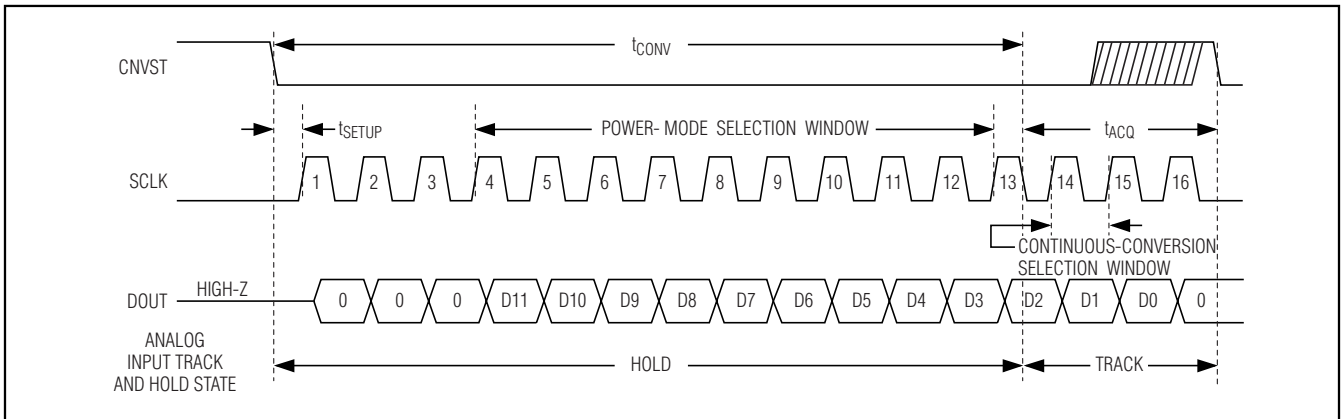 tCONV
CNVST
tSETUP
POWER- MODE SELECTION WINDOW
tACQ
SCLK
1 2 3 4 5 6 7 8 9 10 11 12 13 14 15 16
CONTINUOUS-CONVERSION
SELECTION WINDOW
DOUT
HIGH-Z
0 0 0 D11 D10 D9 D8 D7 D6 D5 D4 D3 D2 D1 D0 0
ANALOG
INPUT TRACK
AND HOLD STATE
HOLD
TRACK